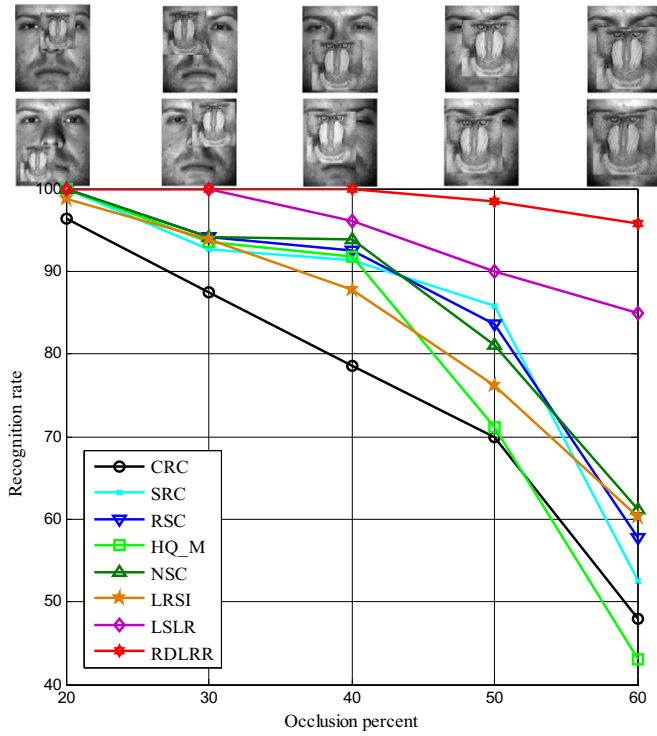 100
90
80
70
60
50
40
Recognition rate
CRC
SRC
RSC
HQ_M
NSC
LRSI
LSLR
RDLRR
20 30 40 50 60
Occlusion percent